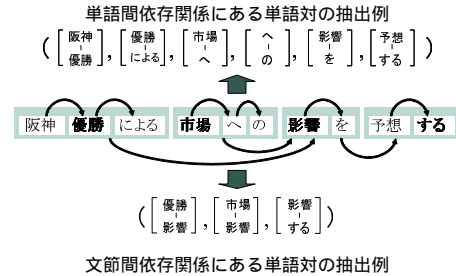 単語間依存関係にある単語対の抽出例
( [阪神 - 優勝], [優勝 - による], [市場 - へ], [へ - の], [影響 - を], [予想 - する] )
阪神 優勝 による 市場 へ の 影響 を 予想 する
( [優勝 - 影響], [市場 - 影響], [影響 - する] )
文節間依存関係にある単語対の抽出例